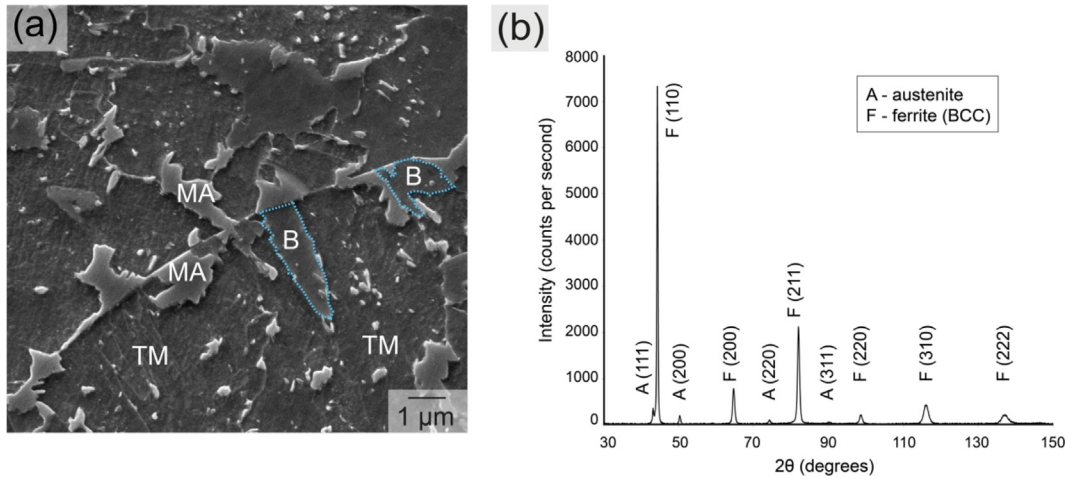 (a)
MA
B
B
MA
TM
TM
1 μm
(b)
Intensity (counts per second)
8000
7000
6000
5000
4000
3000
2000
1000
0
A - austenite
F - ferrite (BCC)
A (111)
F (110)
A (200)
F (200)
A (220)
F (211)
A (311)
F (220)
F (310)
F (222)
30
50
70
90
110
130
150
2θ (degrees)